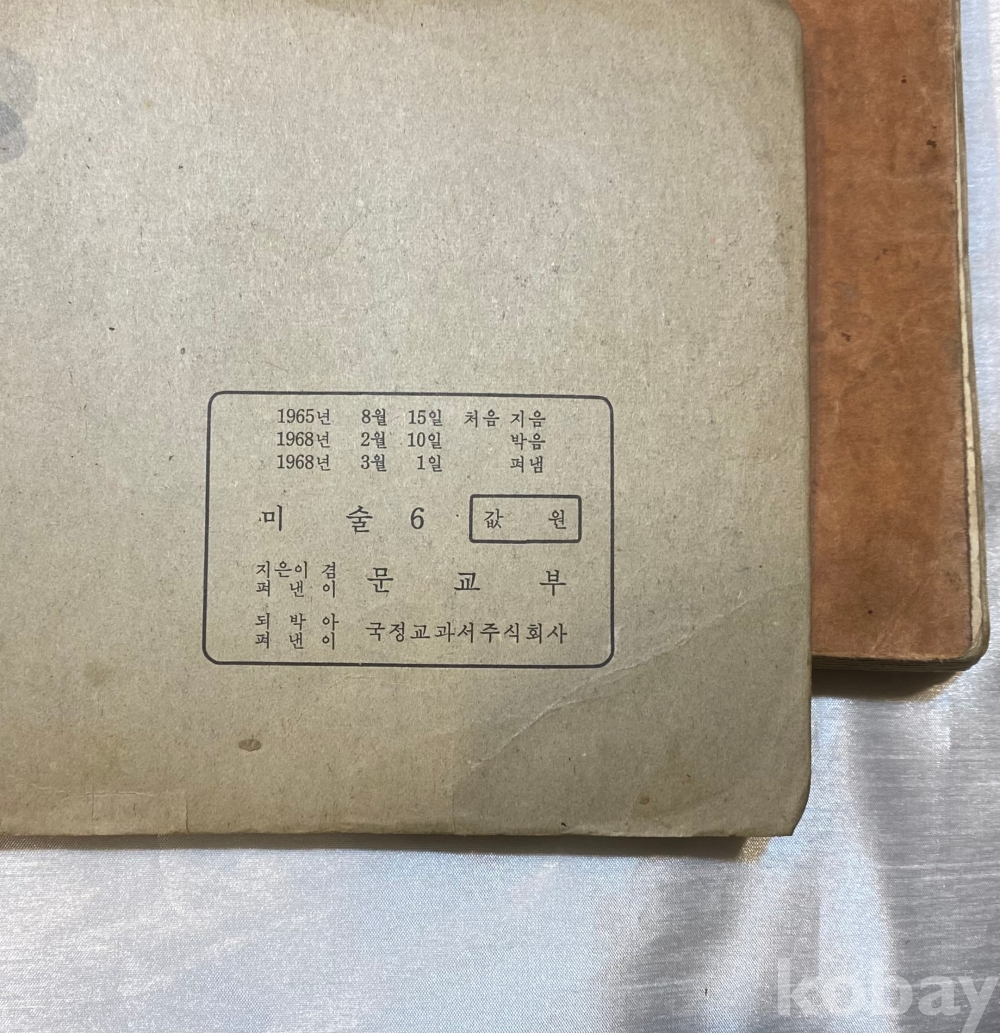 1965년 8월 15일 처음 지음
1968년 2월 10일 박음
1968년 3월 1일 펴냄
미 술 6 값 원
지은이 겸
펴 낸 이 문 교 부
되 박 아
펴 낸 이 국정교과서주식회사
kobay